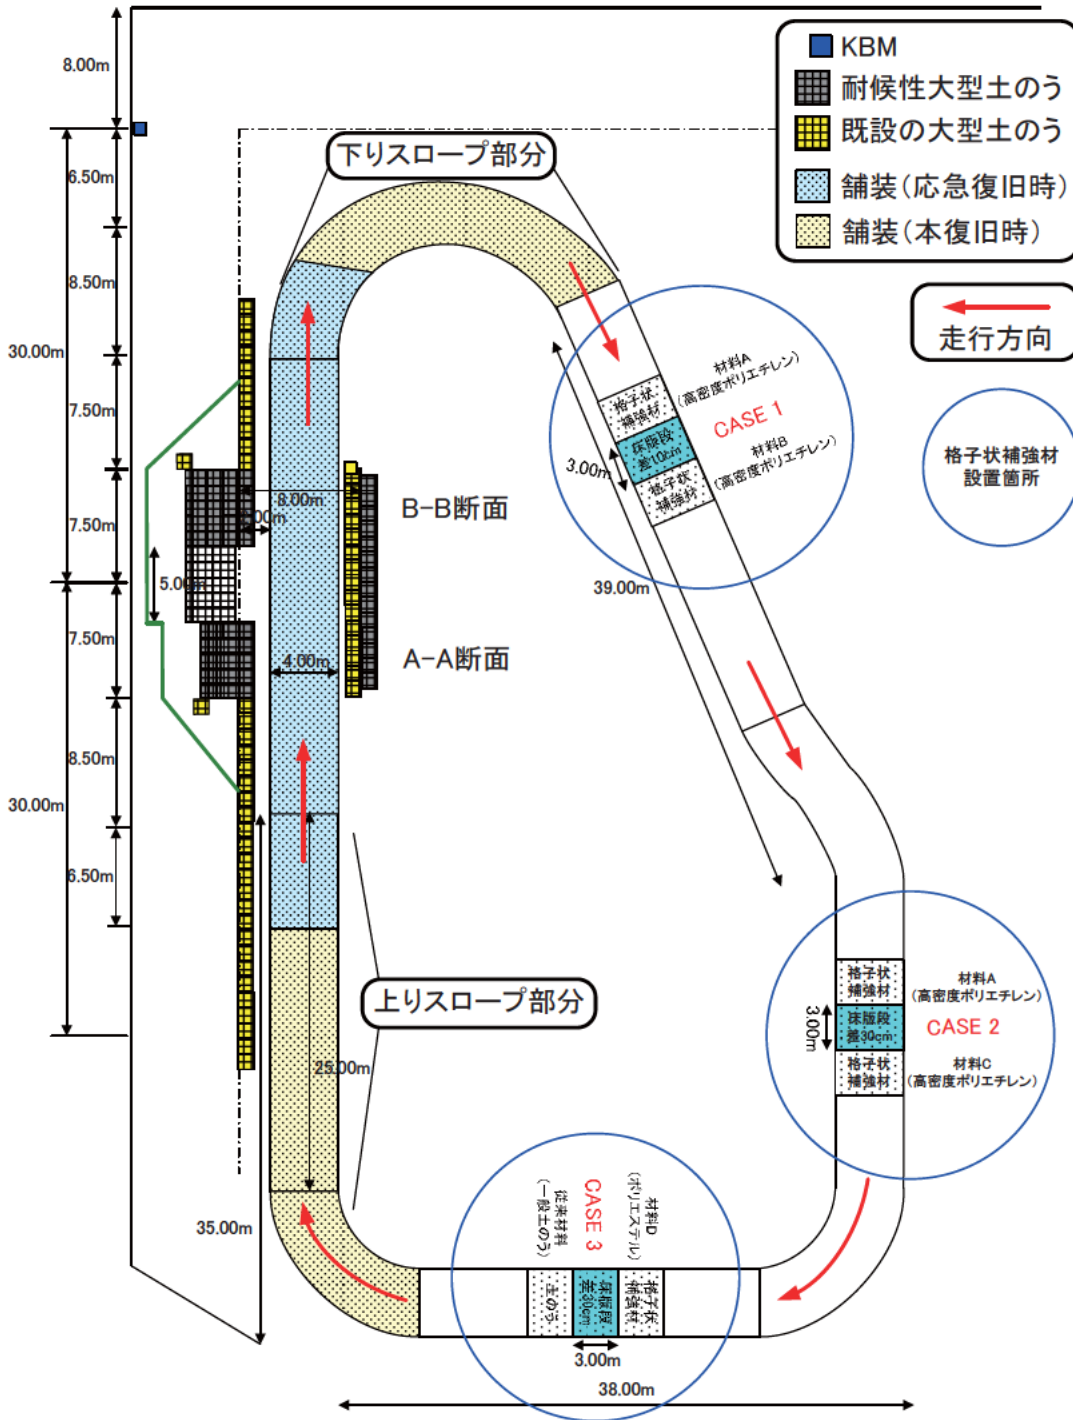 KBM
耐候性大型土のう
既設の大型土のう
舗装(応急復旧時)
舗装(本復旧時)
走行方向
格子状補強材
設置箇所
8.00m
30.00m
6.50m
8.50m
7.50m
7.50m
30.00m
7.50m
8.50m
6.50m
下りスロープ部分
8.00m
5.00m
4.00m
B-B断面
A-A断面
上りスロープ部分
25.00m
35.00m
39.00m
3.00m
格子状
補強材
床版段
差10cm
格子状
補強材
材料A
(高密度ポリエチレン)
CASE 1
材料B
(高密度ポリエチレン)
格子状
補強材
床版段
差30cm
格子状
補強材
3.00m
材料A
(高密度ポリエチレン)
CASE 2
材料C
(高密度ポリエチレン)
従来材料
(一般土のう)
CASE 3
材料D
(ポリエステル)
土のう
床版段
差30cm
格子状
補強材
3.00m
38.00m